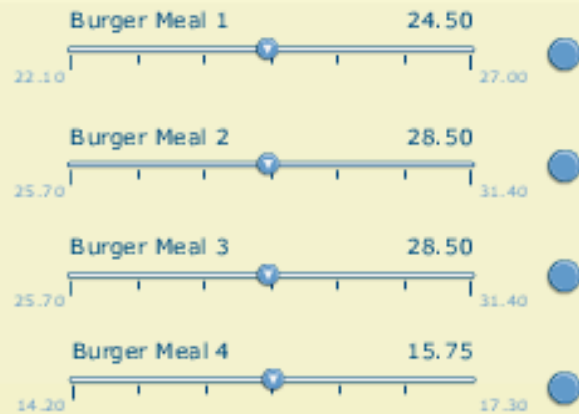 Burger Meal 1 24.50
22.10 27.00
Burger Meal 2 28.50
25.70 31.40
Burger Meal 3 28.50
25.70 31.40
Burger Meal 4 15.75
14.20 17.30